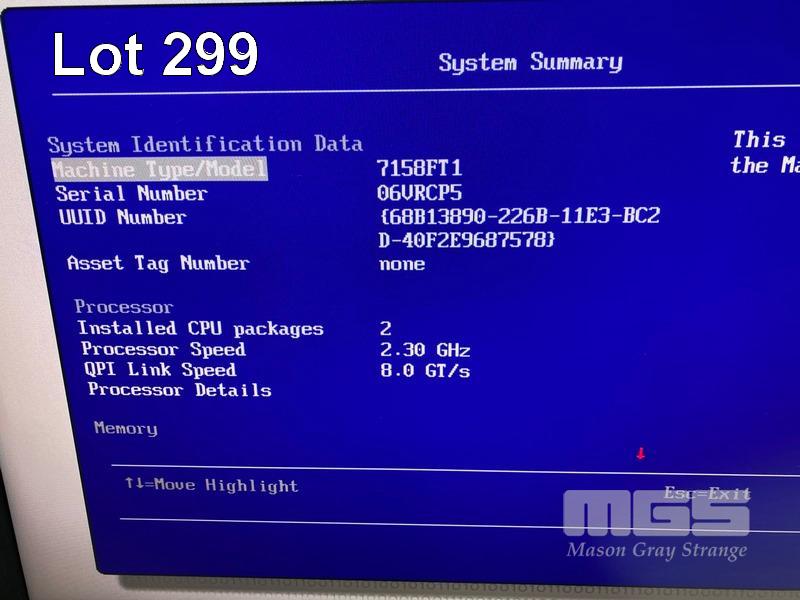 Lot 299
System Summary
System Identification Data
This
Machine Type/Model 7158FT1
the Ma
Serial Number 06VRCP5
UUID Number {68B13890-226B-11E3-BC2
D-40F2E9687578}
Asset Tag Number none
Processor
Installed CPU packages 2
Processor Speed 2.30 GHz
QPI Link Speed 8.0 GT/s
Processor Details
Memory
↓
↑↓=Move Highlight Esc=Exit
MGS
Mason Gray Strange